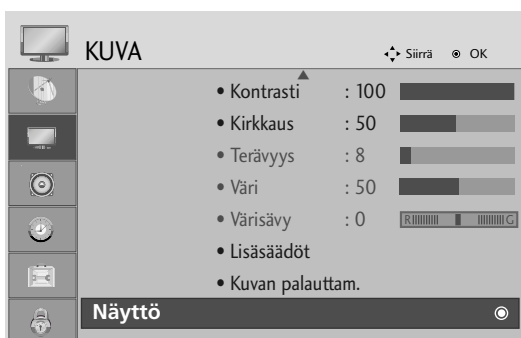 KUVA Siirrä OK
• Kontrasti : 100
• Kirkkaus : 50
• Terävyys : 8
• Väri : 50
• Värisävy : 0 R G
• Lisäsäädöt
• Kuvan palauttam.
Näyttö